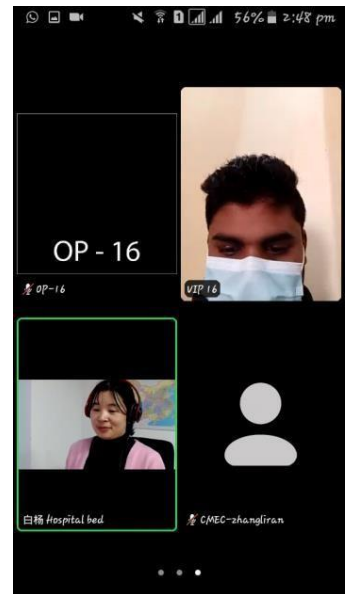 56% 2:48 pm
OP - 16
OP-16
VIP 16
白杨 Hospital bed
CMEC-zhangliran